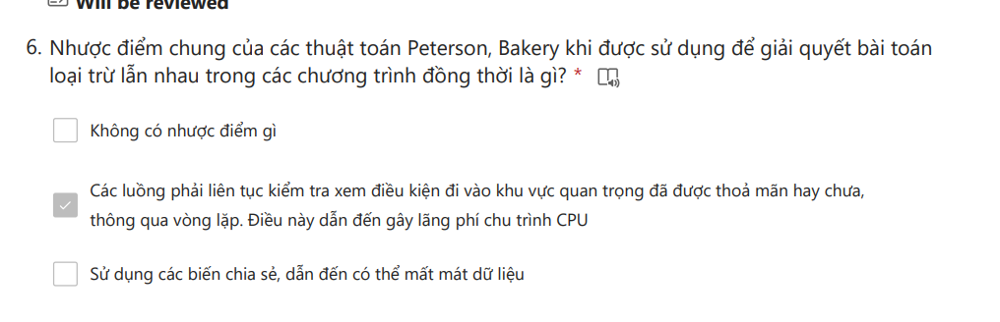 Will be reviewed
6. Nhược điểm chung của các thuật toán Peterson, Bakery khi được sử dụng để giải quyết bài toán
loại trừ lẫn nhau trong các chương trình đồng thời là gì? *
Không có nhược điểm gì
Các luồng phải liên tục kiểm tra xem điều kiện đi vào khu vực quan trọng đã được thoả mãn hay chưa,
thông qua vòng lặp. Điều này dẫn đến gây lãng phí chu trình CPU
Sử dụng các biến chia sẻ, dẫn đến có thể mất mát dữ liệu